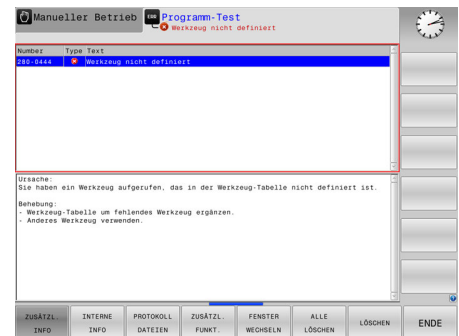 Manueller Betrieb
ERR Programm-Test
Werkzeug nicht definiert
Number Type Text
280-0444 Werkzeug nicht definiert
Ursache:
Sie haben ein Werkzeug aufgerufen, das in der Werkzeug-Tabelle nicht definiert ist.
Behebung:
- Werkzeug-Tabelle um fehlendes Werkzeug ergänzen.
- Anderes Werkzeug verwenden.
ZUSÄTZL. INFO
INTERNE INFO
PROTOKOLL DATEIEN
ZUSÄTZL. FUNKT.
FENSTER WECHSELN
ALLE LÖSCHEN
LÖSCHEN
ENDE